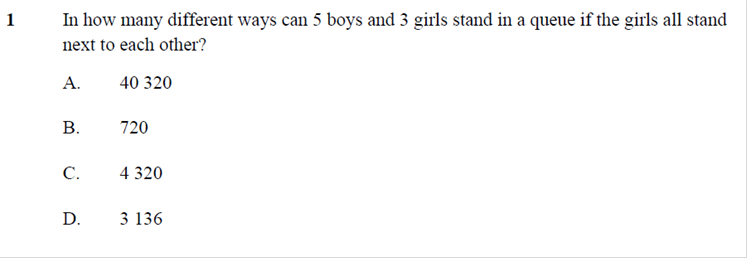 1 In how many different ways can 5 boys and 3 girls stand in a queue if the girls all stand
next to each other?
A. 40 320
B. 720
C. 4 320
D. 3 136